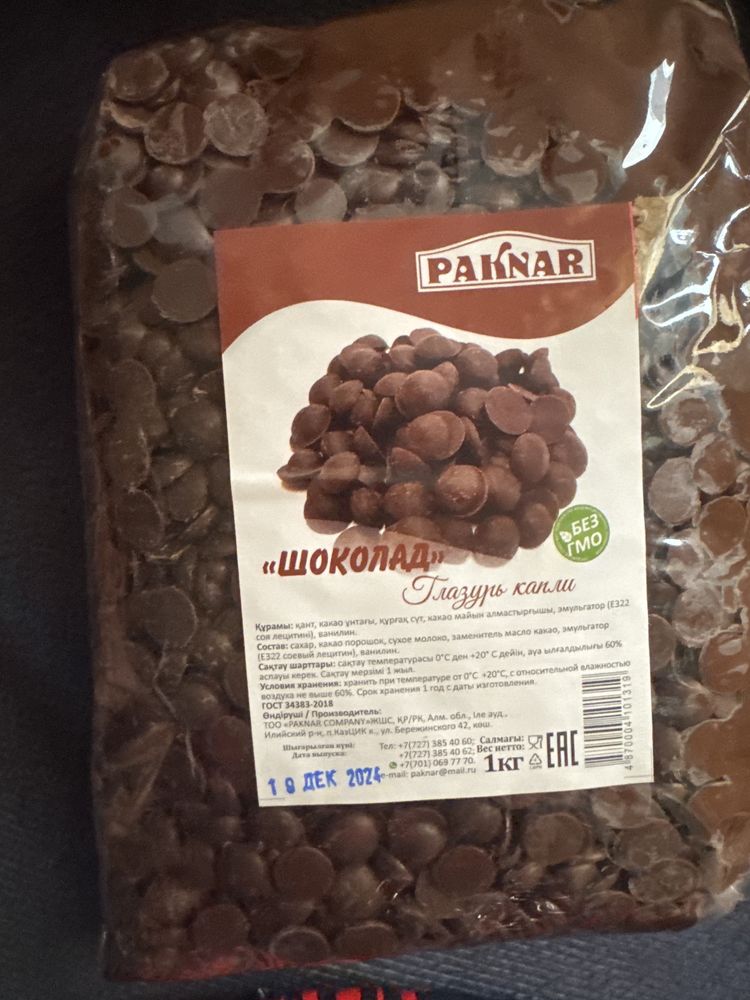 PAKNAR
БЕЗ
ГМО
«ШОКОЛАД»
Глазурь капли
Құрамы: қант, какао ұнтағы, құрғақ сүт, какао майын алмастырғышы, эмульгатор (Е322
соя лецитині), ванилин.
Состав: сахар, какао порошок, сухое молоко, заменитель масло какао, эмульгатор
(Е322 соевый лецитин), ванилин.
Сақтау шарттары: сақтау температурасы 0°С ден +20° С дейін, ауа ылғалдылығы 60%
аспауы керек. Сақтау мерзімі 1 жыл.
Условия хранения: хранить при температуре от 0°С +20°С, с относительной влажностью
воздуха не выше 60%. Срок хранения 1 год с даты изготовления.
ГОСТ 34383-2018
Өндіруші / Производитель:
ТОО «PAKNAR COMPANY»ЖШС, ҚР/РК, Алм. обл., Іле ауд.,
Илийский р-н, п.КазЦИК к., ул. Бережинского 42, көш.
Шығарылған күні:
Дата выпуска:
19 ДЕК 2024
Тел: +7(727) 385 40 60;
+7(727) 385 40 62;
+7(701) 069 77 70.
e-mail: paknar@mail.ru
Салмағы:
Вес нетто:
1кг
EAC
4870004101319